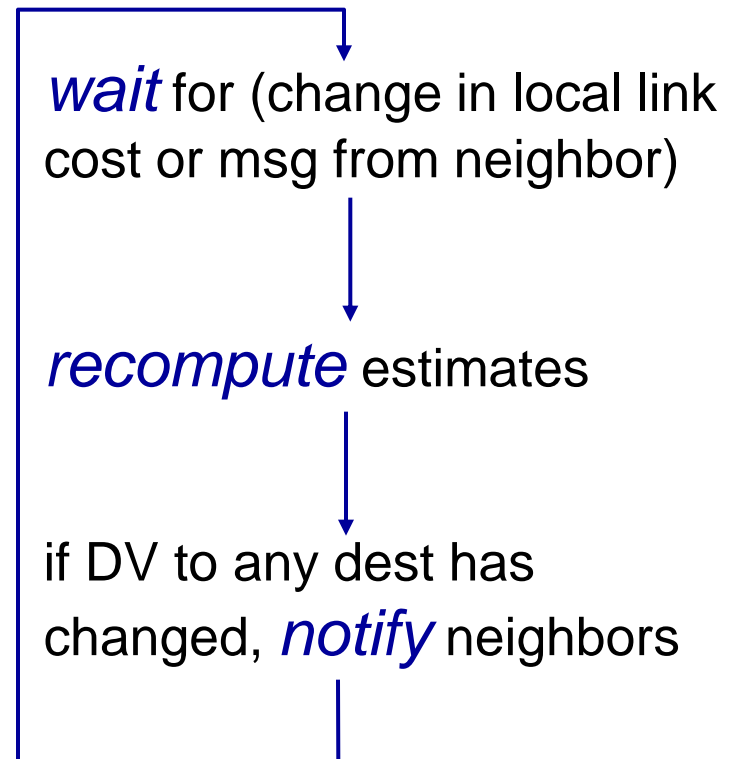 wait for (change in local link
cost or msg from neighbor)
recompute estimates
if DV to any dest has
changed, notify neighbors